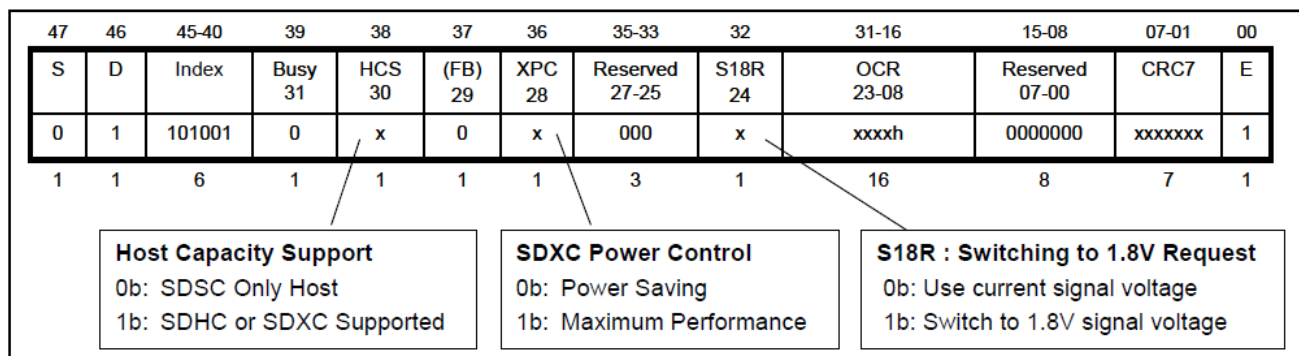 47 46 45-40 39 38 37 36 35-33 32 31-16 15-08 07-01 00
S D Index Busy HCS (FB) XPC Reserved S18R OCR Reserved CRC7 E
31 30 29 28 27-25 24 23-08 07-00
0 1 101001 0 x 0 x 000 x xxxxh 0000000 xxxxxxx 1
1 1 6 1 1 1 1 3 1 16 8 7 1
Host Capacity Support
0b: SDSC Only Host
1b: SDHC or SDXC Supported
SDXC Power Control
0b: Power Saving
1b: Maximum Performance
S18R : Switching to 1.8V Request
0b: Use current signal voltage
1b: Switch to 1.8V signal voltage